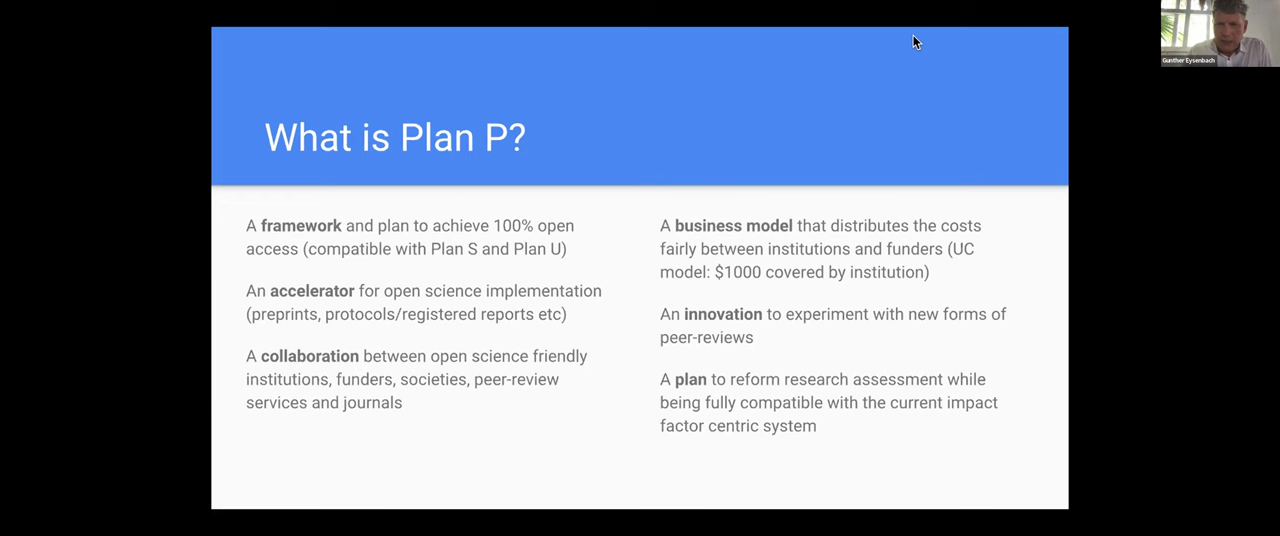 Gunther Eysenbach
What is Plan P?
A framework and plan to achieve 100% open
access (compatible with Plan S and Plan U)
An accelerator for open science implementation
(preprints, protocols/registered reports etc)
A collaboration between open science friendly
institutions, funders, societies, peer-review
services and journals
A business model that distributes the costs
fairly between institutions and funders (UC
model: $1000 covered by institution)
An innovation to experiment with new forms of
peer-reviews
A plan to reform research assessment while
being fully compatible with the current impact
factor centric system